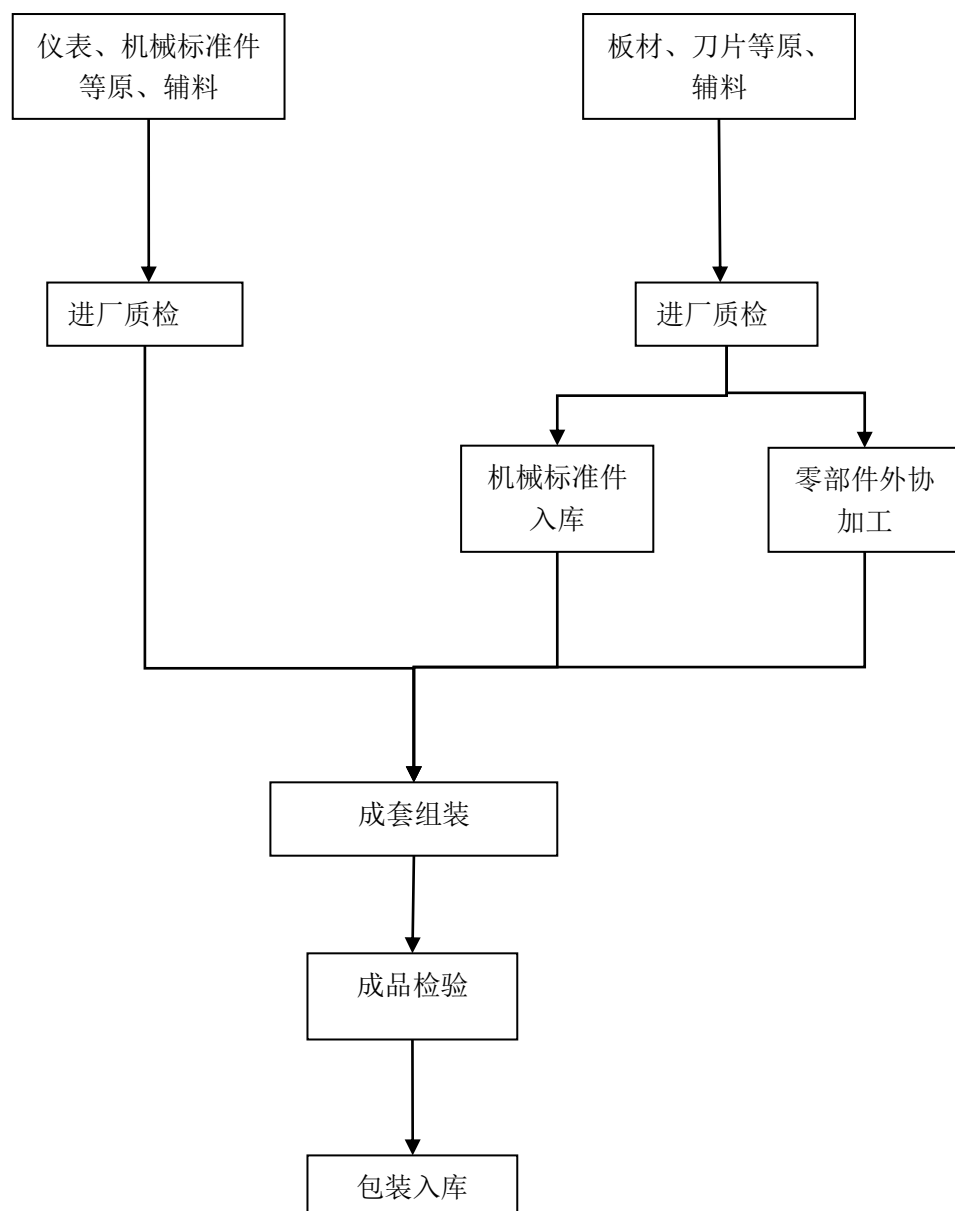 仪表、机械标准件
等原、辅料
板材、刀片等原、
辅料
进厂质检
进厂质检
机械标准件
入库
零部件外协
加工
成套组装
成品检验
包装入库